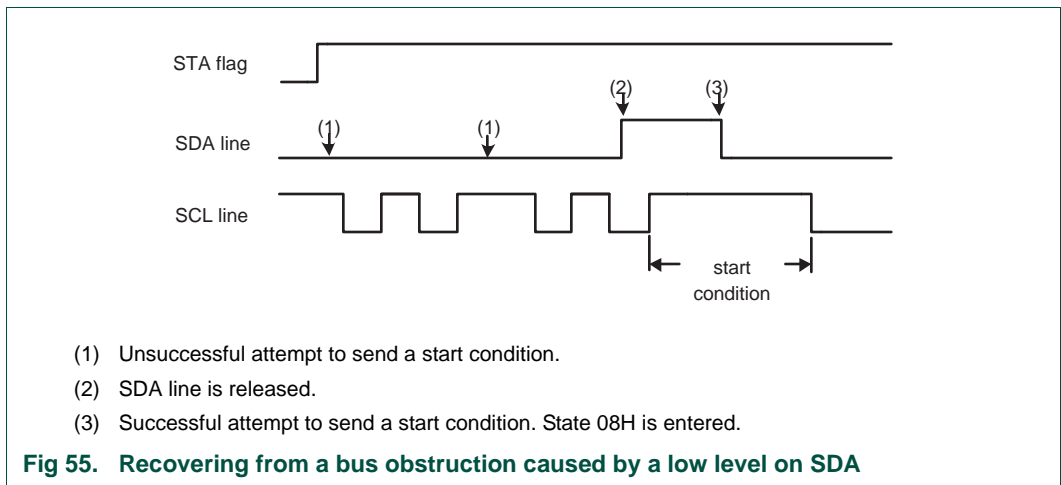 STA flag
(2) (3)
(1) (1)
SDA line
SCL line
start
condition
(1) Unsuccessful attempt to send a start condition.
(2) SDA line is released.
(3) Successful attempt to send a start condition. State 08H is entered.
Fig 55. Recovering from a bus obstruction caused by a low level on SDA